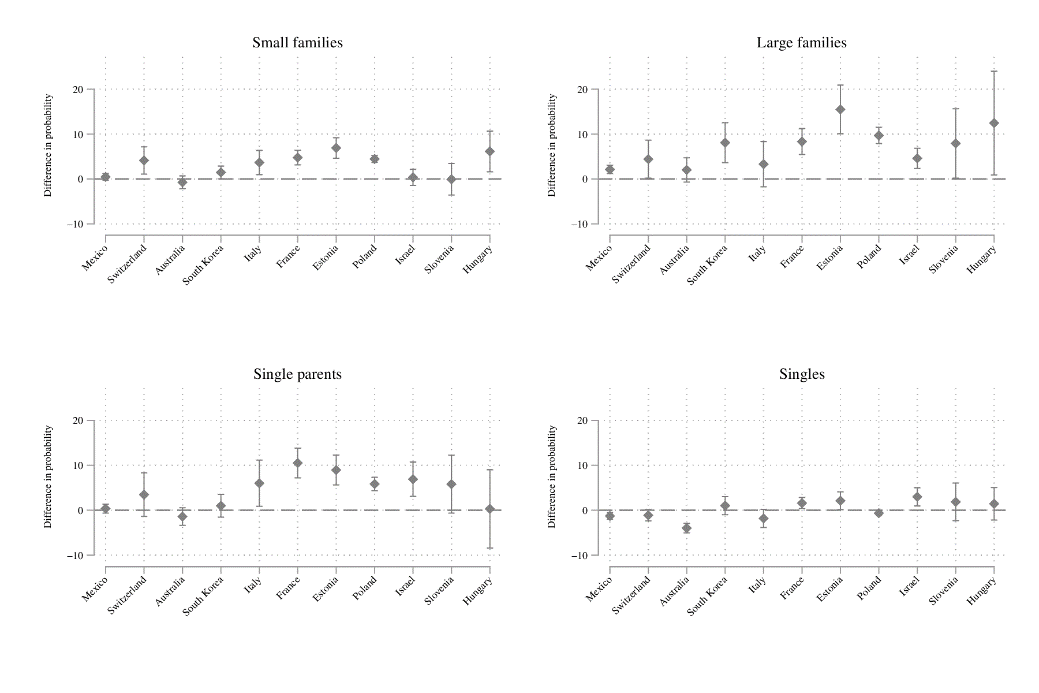 Small families
Difference in probability
20
10
0
−10
Mexico
Switzerland
Australia
South Korea
Italy
France
Estonia
Poland
Israel
Slovenia
Hungary
Large families
Difference in probability
20
10
0
−10
Mexico
Switzerland
Australia
South Korea
Italy
France
Estonia
Poland
Israel
Slovenia
Hungary
Single parents
Difference in probability
20
10
0
−10
Mexico
Switzerland
Australia
South Korea
Italy
France
Estonia
Poland
Israel
Slovenia
Hungary
Singles
Difference in probability
20
10
0
−10
Mexico
Switzerland
Australia
South Korea
Italy
France
Estonia
Poland
Israel
Slovenia
Hungary